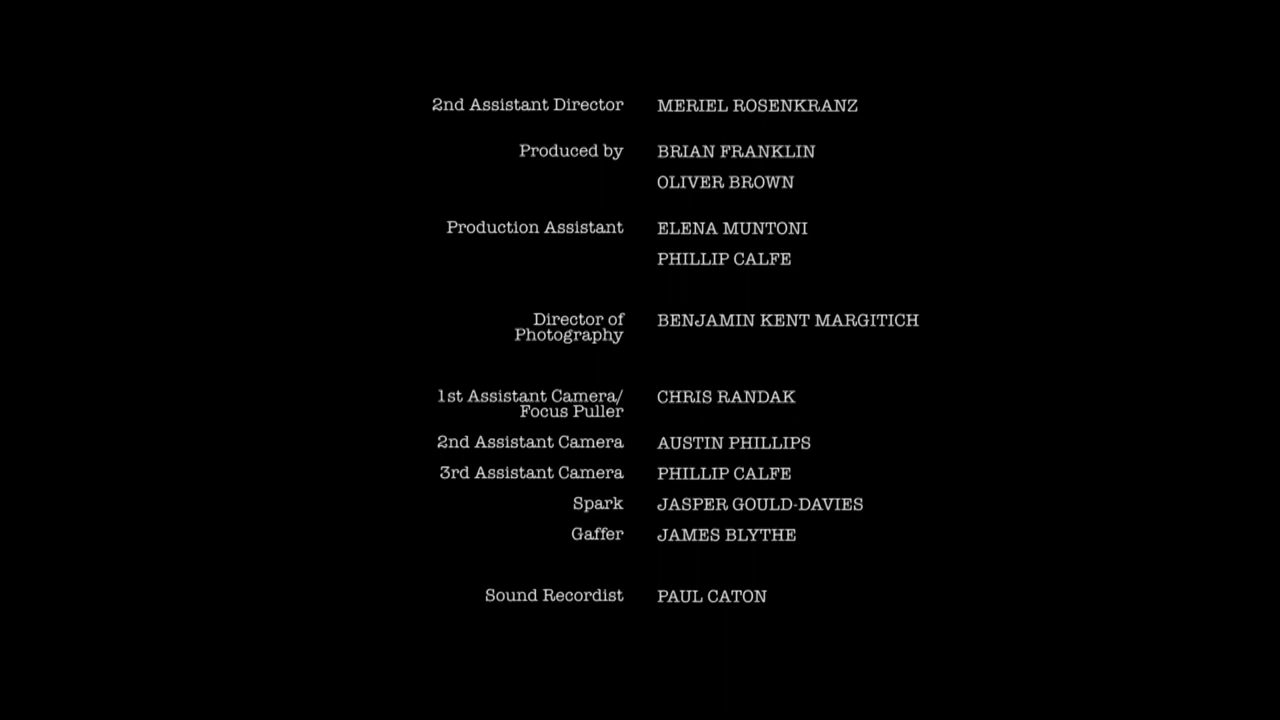 2nd Assistant Director MERIEL ROSENKRANZ
Produced by BRIAN FRANKLIN
OLIVER BROWN
Production Assistant ELENA MUNTONI
PHILLIP CALFE
Director of BENJAMIN KENT MARGITICH
Photography
1st Assistant Camera/ CHRIS RANDAK
Focus Puller
2nd Assistant Camera AUSTIN PHILLIPS
3rd Assistant Camera PHILLIP CALFE
Spark JASPER GOULD-DAVIES
Gaffer JAMES BLYTHE
Sound Recordist PAUL CATON